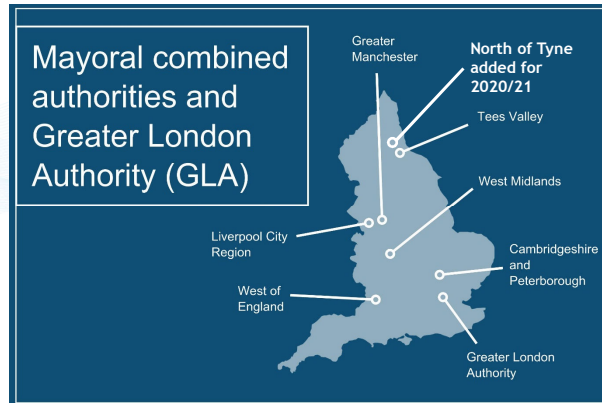 Mayoral combined
authorities and
Greater London
Authority (GLA)
Greater
Manchester
North of Tyne
added for
2020/21
Tees Valley
West Midlands
Liverpool City
Region
Cambridgeshire
and
Peterborough
West of
England
Greater London
Authority